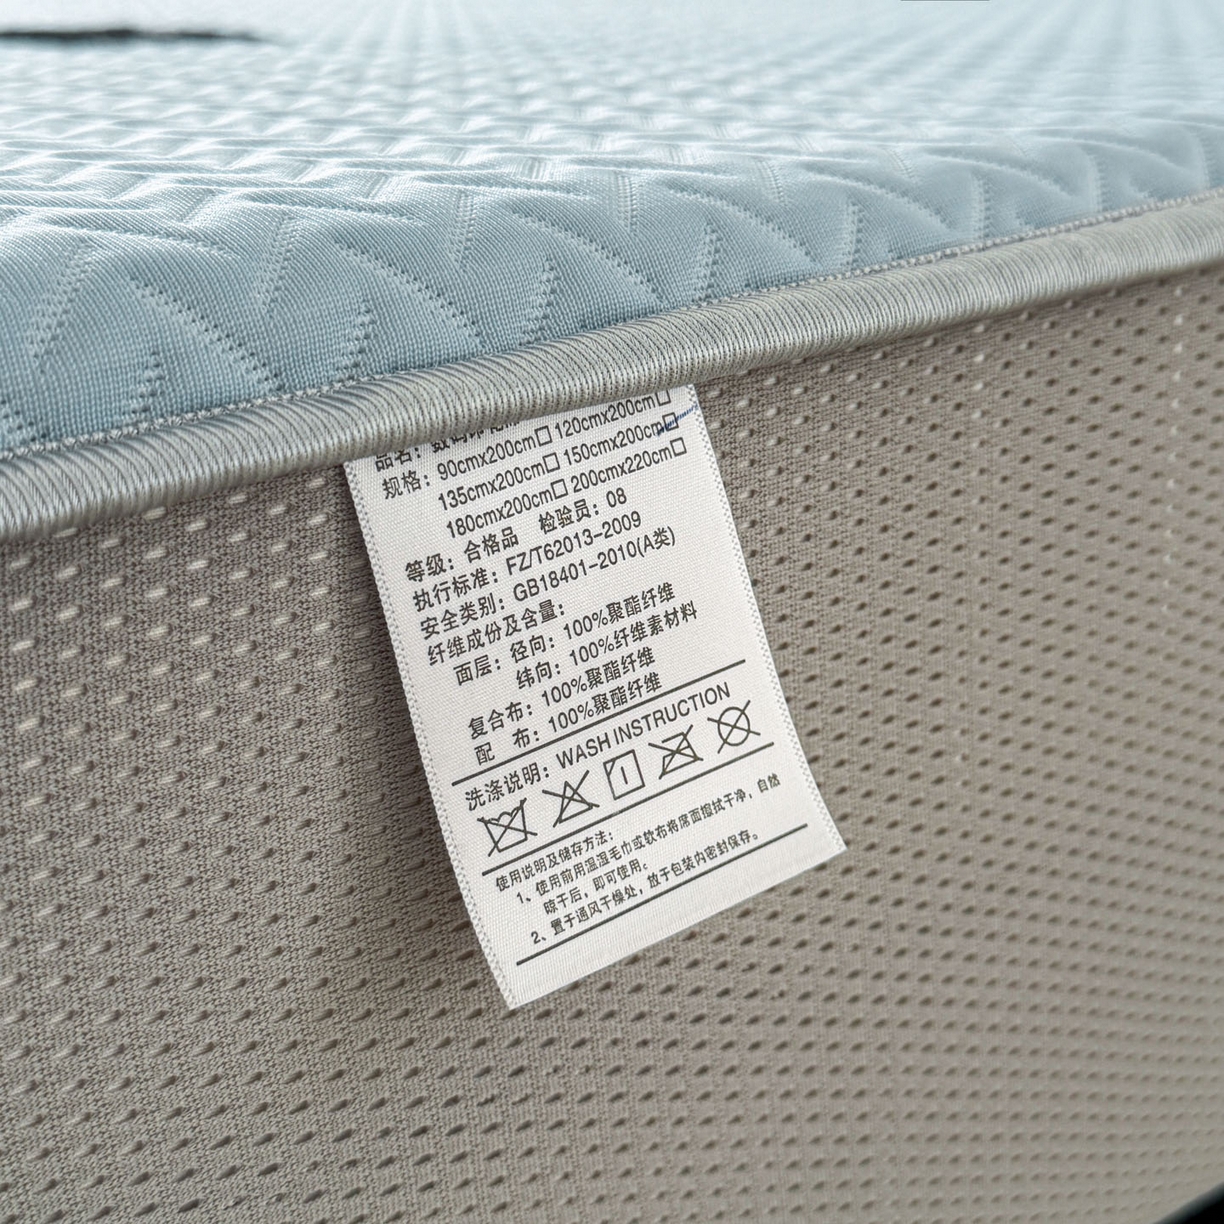 品名：数码
规格：90cmx200cm□ 120cmx200cm□
135cmx200cm□ 150cmx200cm□
180cmx200cm□ 200cmx220cm□
等级：合格品 检验员：08
执行标准：FZ/T62013-2009
安全类别：GB18401-2010(A类)
纤维成份及含量：
面层：径向：100%聚酯纤维
纬向：100%纤维素材料
复合布：100%聚酯纤维
配 布：100%聚酯纤维
洗涤说明：WASH INSTRUCTION
使用说明及储存方法：
1、使用前用温湿毛巾或软布将席面擦拭干净，自然
晾干后，即可使用。
2、置于通风干燥处，放于包装内密封保存。